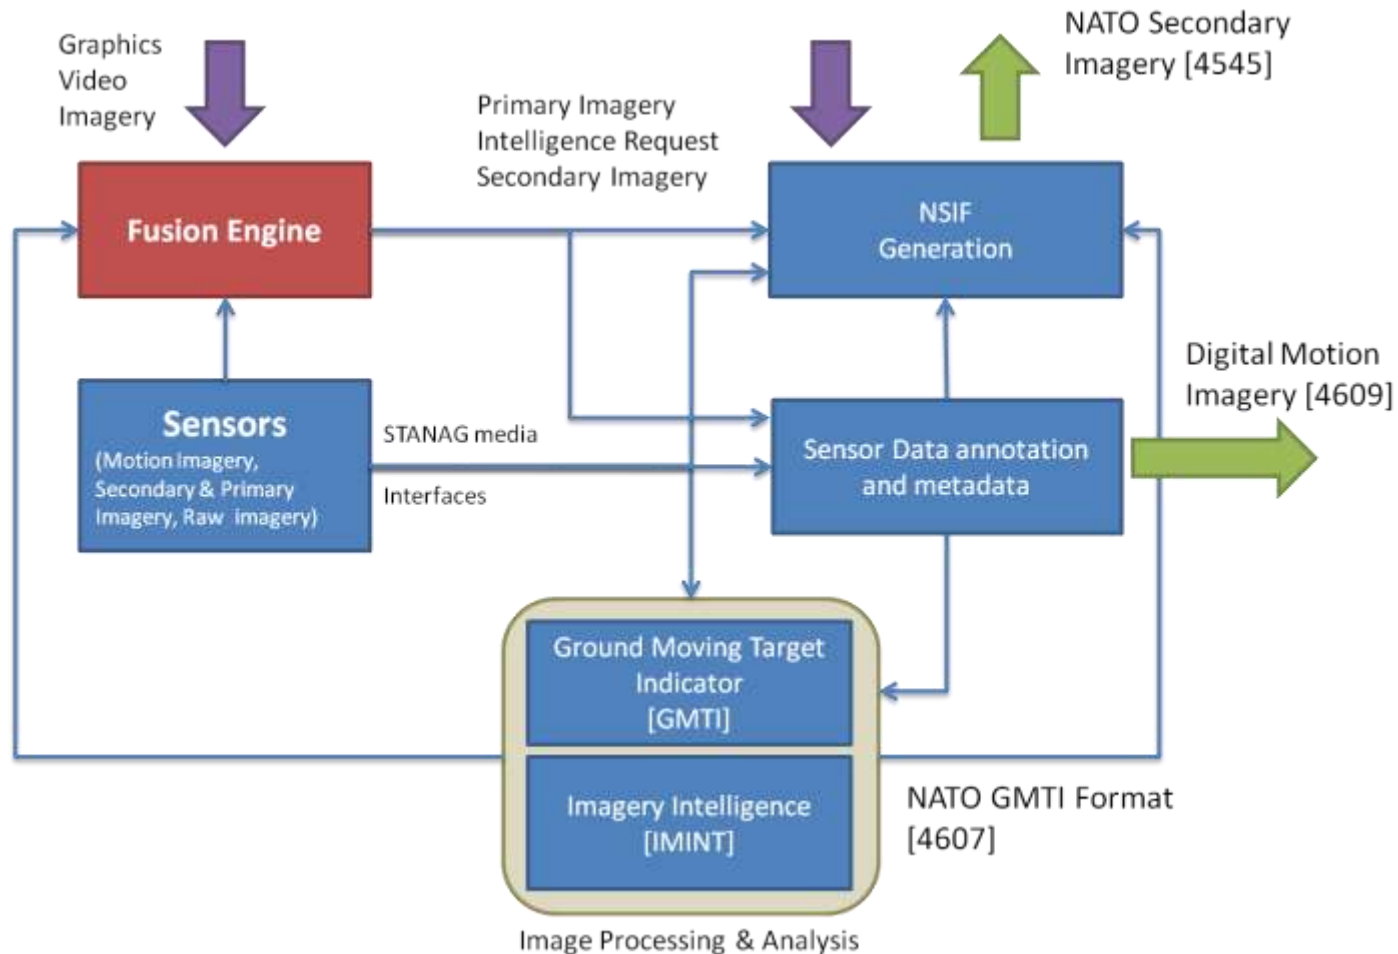 Graphics
Video
Imagery
NATO Secondary
Imagery [4545]
Primary Imagery
Intelligence Request
Secondary Imagery
Fusion Engine
NSIF
Generation
Digital Motion
Imagery [4609]
Sensors
(Motion Imagery,
Secondary & Primary
Imagery, Raw imagery)
STANAG media
Interfaces
Sensor Data annotation
and metadata
Ground Moving Target
Indicator
[GMTI]
Imagery Intelligence
[IMINT]
NATO GMTI Format
[4607]
Image Processing & Analysis